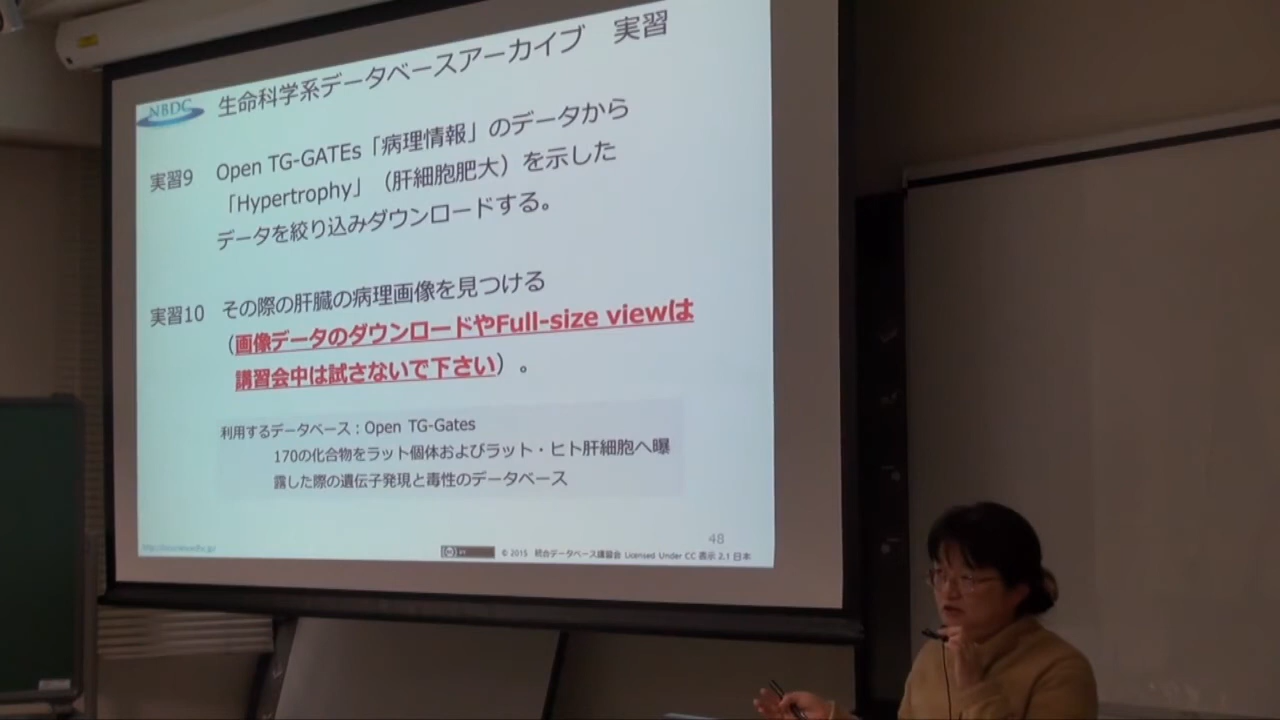 NBDC
生命科学系データベースアーカイブ 実習
実習9 Open TG-GATEs「病理情報」のデータから
「Hypertrophy」（肝細胞肥大）を示した
データを絞り込みダウンロードする。
実習10 その際の肝臓の病理画像を見つける
（画像データのダウンロードやFull-size viewは
講習会中は試さないで下さい）。
利用するデータベース：Open TG-Gates
170の化合物をラット個体およびラット・ヒト肝細胞へ曝
露した際の遺伝子発現と毒性のデータベース
48
© 2015 統合データベース講習会 Licensed Under CC 表示 2.1 日本